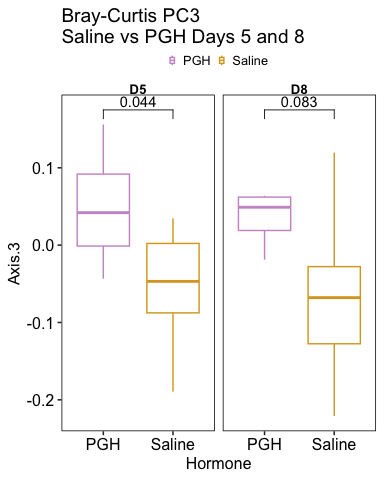 Bray-Curtis PC3
Saline vs PGH Days 5 and 8
PGH Saline
D5 D8
0.044 0.083
Axis.3
0.1
0.0
-0.1
-0.2
PGH Saline PGH Saline
Hormone